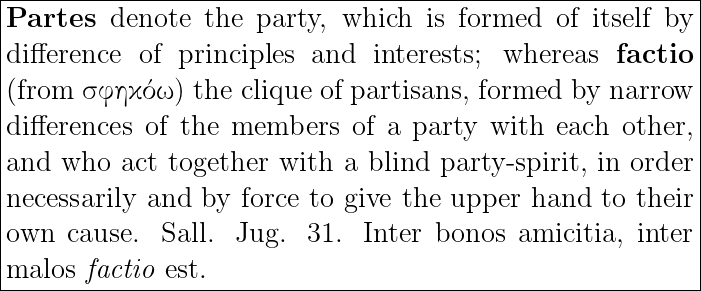 Partes denote the party, which is formed of itself by
difference of principles and interests; whereas factio
(from σφηκόω) the clique of partisans, formed by narrow
differences of the members of a party with each other,
and who act together with a blind party-spirit, in order
necessarily and by force to give the upper hand to their
own cause. Sall. Jug. 31. Inter bonos amicitia, inter
malos factio est.